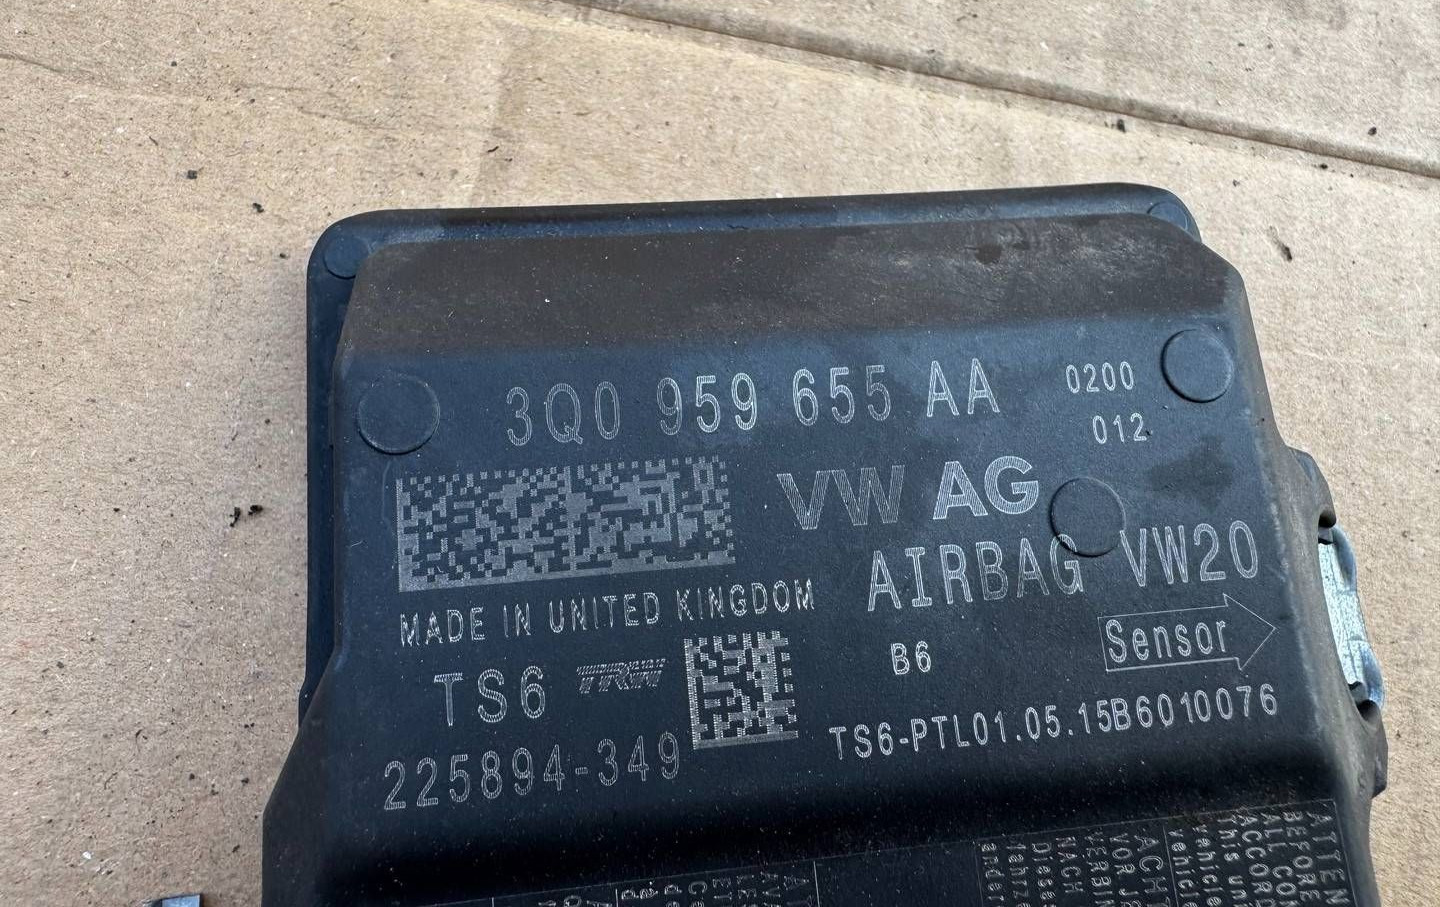 3Q0 959 655 AA
0200
012
VW AG
AIRBAG VW20
MADE IN UNITED KINGDOM
B6
Sensor
TS6 TRW
TS6-PTL01.05.15B6010076
225894-349